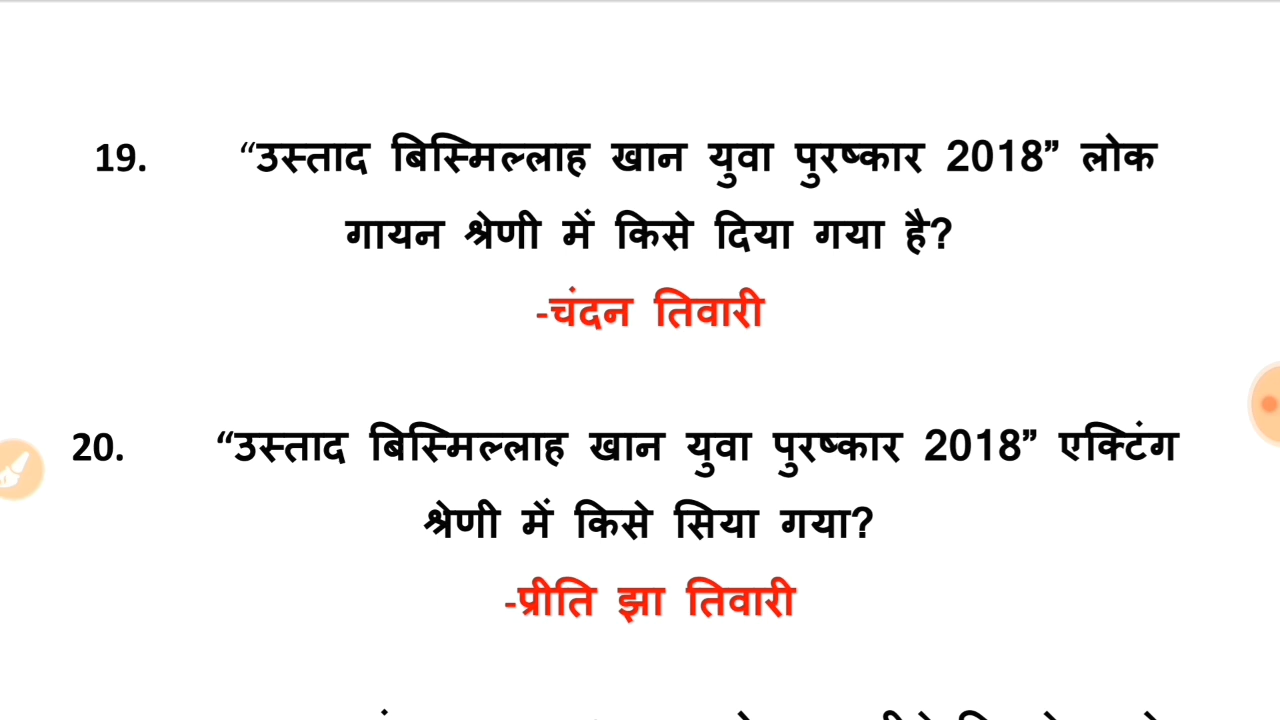 19. “उस्ताद बिस्मिल्लाह खान युवा पुरष्कार 2018” लोक
गायन श्रेणी में किसे दिया गया है?
-चंदन तिवारी
20. “उस्ताद बिस्मिल्लाह खान युवा पुरष्कार 2018” एक्टिंग
श्रेणी में किसे सिया गया?
-प्रीति झा तिवारी